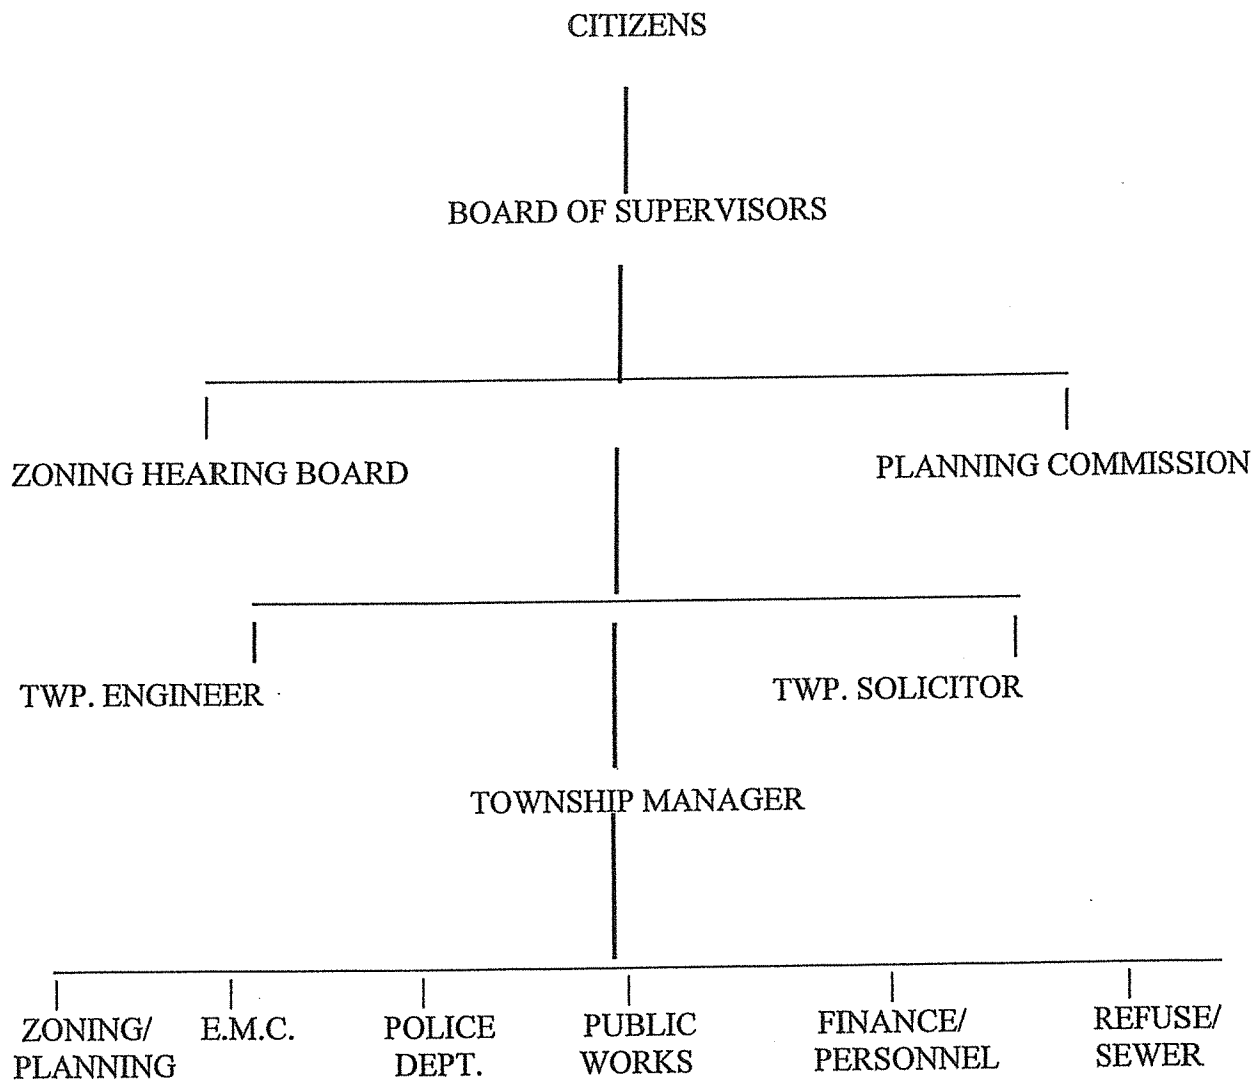 CITIZENS
BOARD OF SUPERVISORS
ZONING HEARING BOARD
PLANNING COMMISSION
TWP. ENGINEER
TWP. SOLICITOR
TOWNSHIP MANAGER
ZONING/
PLANNING
E.M.C.
POLICE
DEPT.
PUBLIC
WORKS
FINANCE/
PERSONNEL
REFUSE/
SEWER